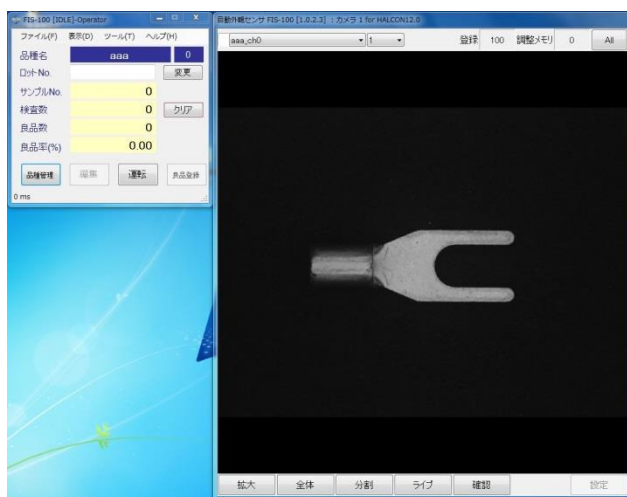 FIS-100 [IDLE]-Operator
ファイル(F) 表示(D) ツール(T) ヘルプ(H)
品種名 aaa 0
ロットNo. 変更
サンプルNo. 0
検査数 0 クリア
良品数 0
良品率(%) 0.00
品種管理 編集 運転 良品登録
0 ms
自動外観センサ FIS-100 [1.0.2.3] : カメラ 1 for HALCON12.0
aaa_ch0 1 登録 100 調整メモリ 0 All
拡大 全体 分割 ライブ 確認 設定